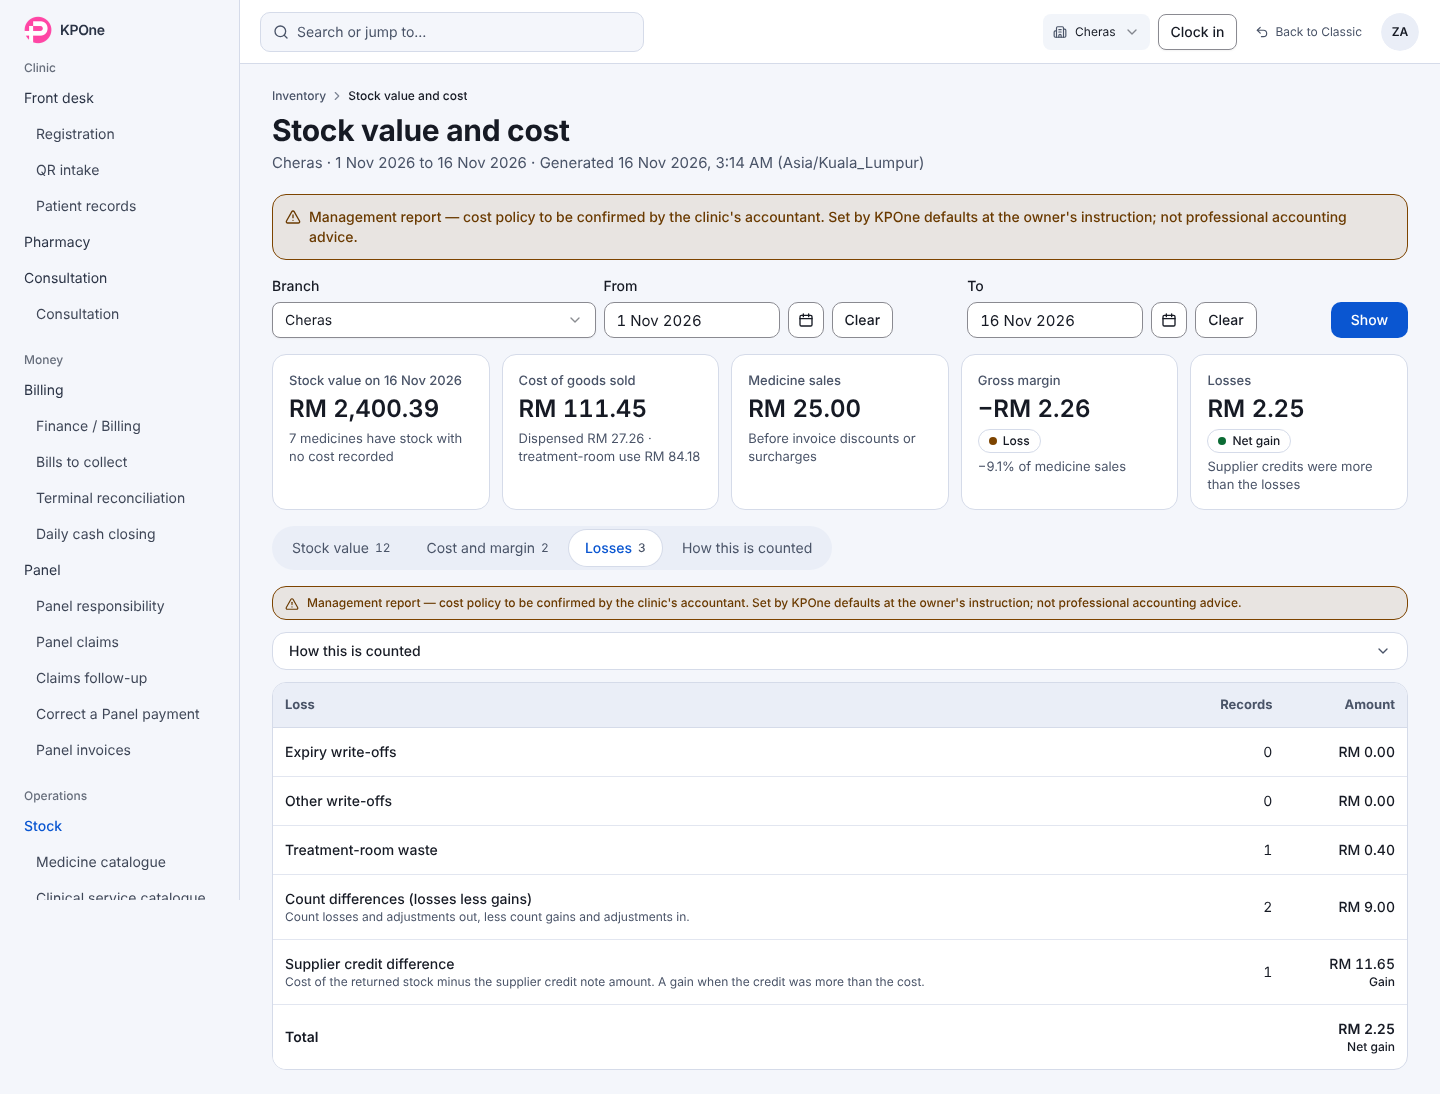 KPOne
Search or jump to...
Cheras
Clock in
Back to Classic
ZA
Clinic
Front desk
Registration
QR intake
Patient records
Pharmacy
Consultation
Consultation
Money
Billing
Finance / Billing
Bills to collect
Terminal reconciliation
Daily cash closing
Panel
Panel responsibility
Panel claims
Claims follow-up
Correct a Panel payment
Panel invoices
Operations
Stock
Medicine catalogue
Clinical service catalogue
Inventory
Stock value and cost
Stock value and cost
Cheras · 1 Nov 2026 to 16 Nov 2026 · Generated 16 Nov 2026, 3:14 AM (Asia/Kuala_Lumpur)
Management report — cost policy to be confirmed by the clinic's accountant. Set by KPOne defaults at the owner's instruction; not professional accounting
advice.
Branch
Cheras
From
1 Nov 2026
Clear
To
16 Nov 2026
Clear
Show
Stock value on 16 Nov 2026
RM 2,400.39
7 medicines have stock with
no cost recorded
Cost of goods sold
RM 111.45
Dispensed RM 27.26 ·
treatment-room use RM 84.18
Medicine sales
RM 25.00
Before invoice discounts or
surcharges
Gross margin
−RM 2.26
Loss
−9.1% of medicine sales
Losses
RM 2.25
Net gain
Supplier credits were more
than the losses
Stock value 12
Cost and margin 2
Losses 3
How this is counted
Management report — cost policy to be confirmed by the clinic's accountant. Set by KPOne defaults at the owner's instruction; not professional accounting advice.
How this is counted
Loss Records Amount
Expiry write-offs 0 RM 0.00
Other write-offs 0 RM 0.00
Treatment-room waste 1 RM 0.40
Count differences (losses less gains) 2 RM 9.00
Count losses and adjustments out, less count gains and adjustments in.
Supplier credit difference 1 RM 11.65
Cost of the returned stock minus the supplier credit note amount. A gain when the credit was more than the cost. Gain
Total RM 2.25
Net gain